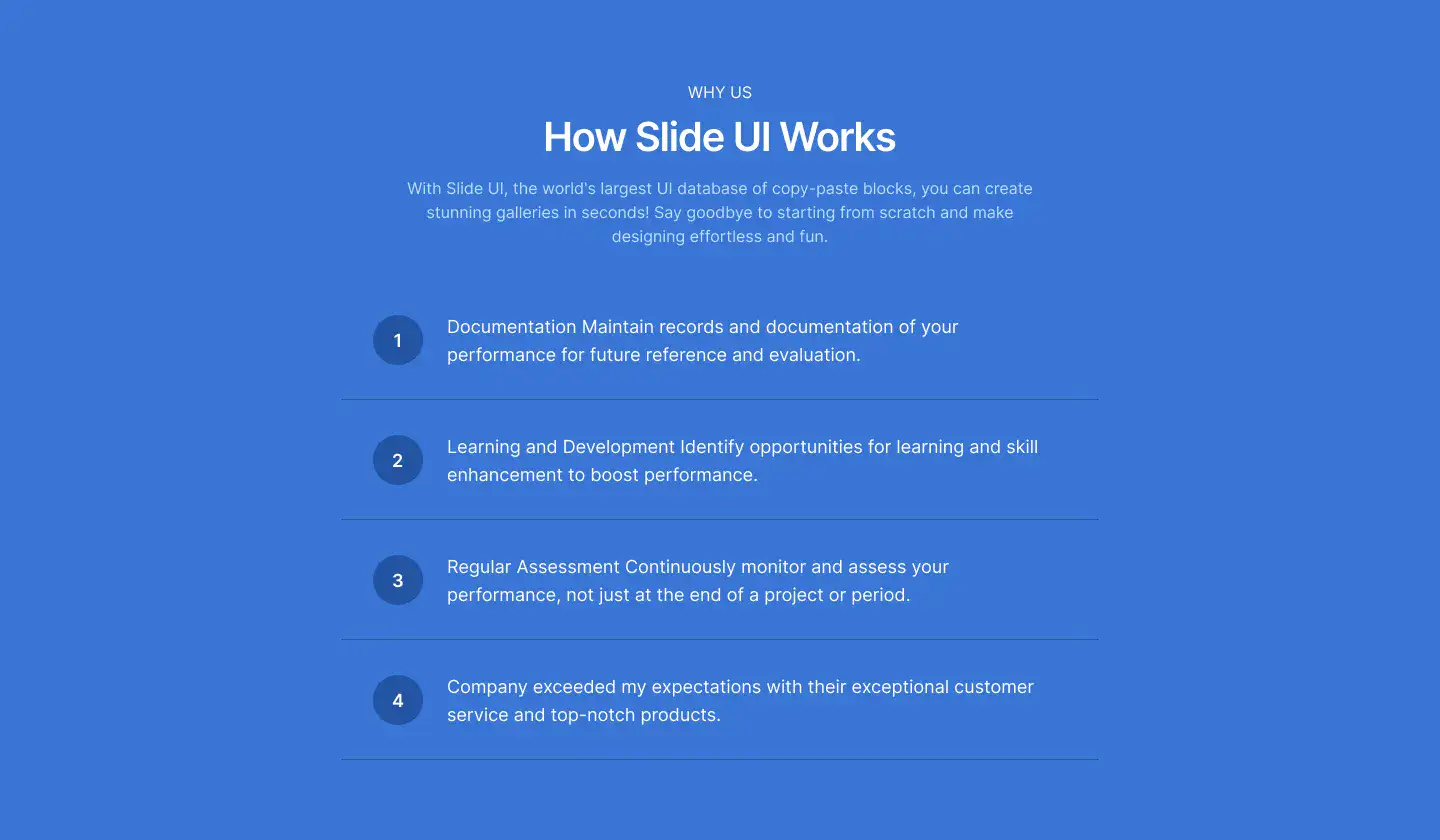 WHY US
How Slide UI Works
With Slide UI, the world's largest UI database of copy-paste blocks, you can create
stunning galleries in seconds! Say goodbye to starting from scratch and make
designing effortless and fun.
1
Documentation Maintain records and documentation of your
performance for future reference and evaluation.
2
Learning and Development Identify opportunities for learning and skill
enhancement to boost performance.
3
Regular Assessment Continuously monitor and assess your
performance, not just at the end of a project or period.
4
Company exceeded my expectations with their exceptional customer
service and top-notch products.